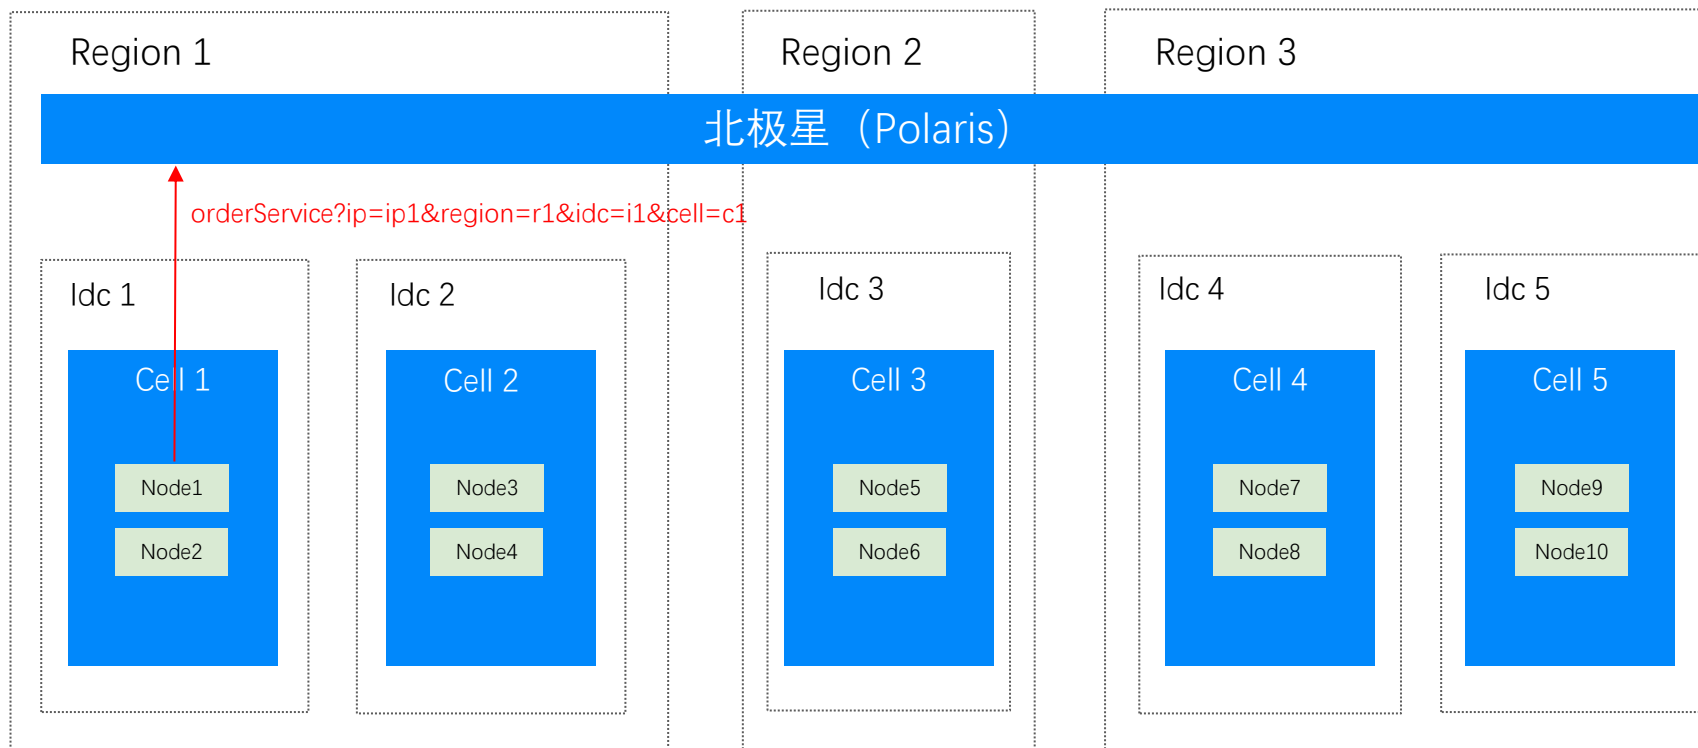 Region 1
Region 2
Region 3
北极星（Polaris）
orderService?ip=ip1&region=r1&idc=i1&cell=c1
Idc 1
Idc 2
Idc 3
Idc 4
Idc 5
Cell 1
Cell 2
Cell 3
Cell 4
Cell 5
Node1
Node3
Node5
Node7
Node9
Node2
Node4
Node6
Node8
Node10